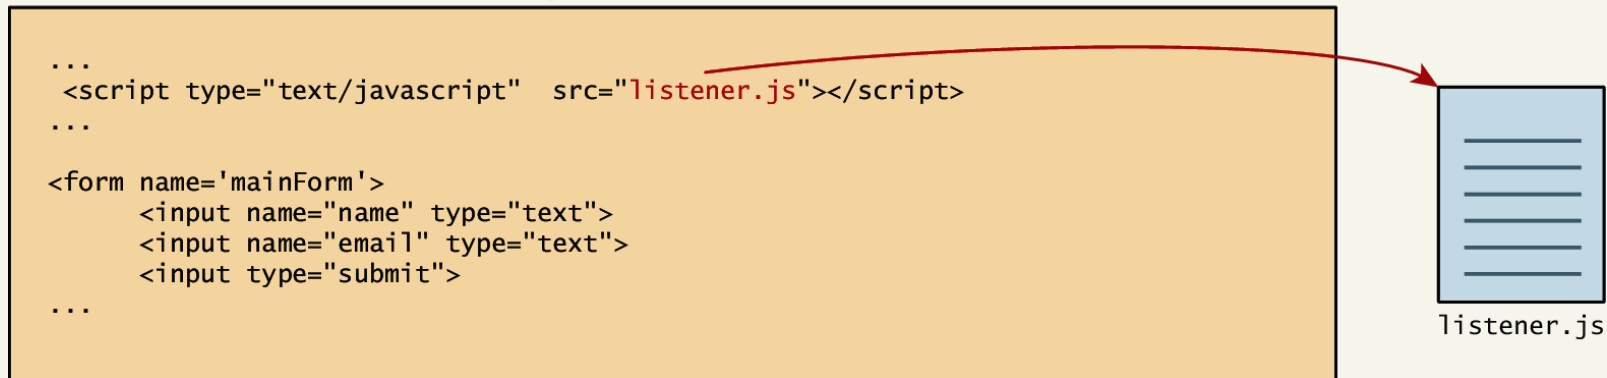 ...
<script type="text/javascript"  src="listener.js"></script>
...
<form name='mainForm'>
<input name="name" type="text">
<input name="email" type="text">
<input type="submit">
...
listener.js